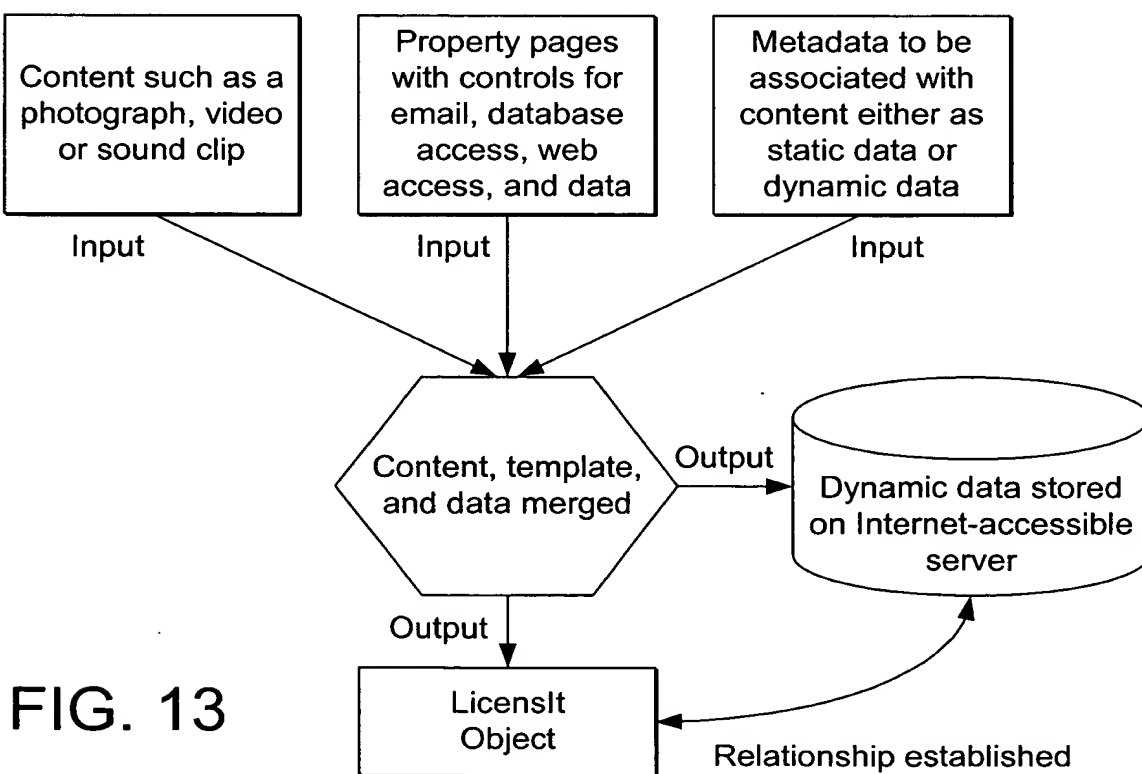 Content such as a
photograph, video
or sound clip
Property pages
with controls for
email, database
access, web
access, and data
Metadata to be
associated with
content either as
static data or
dynamic data
Input
Input
Input
Content, template,
and data merged
Output
Dynamic data stored
on Internet-accessible
server
Output
LicensIt
Object
Relationship established
FIG. 13